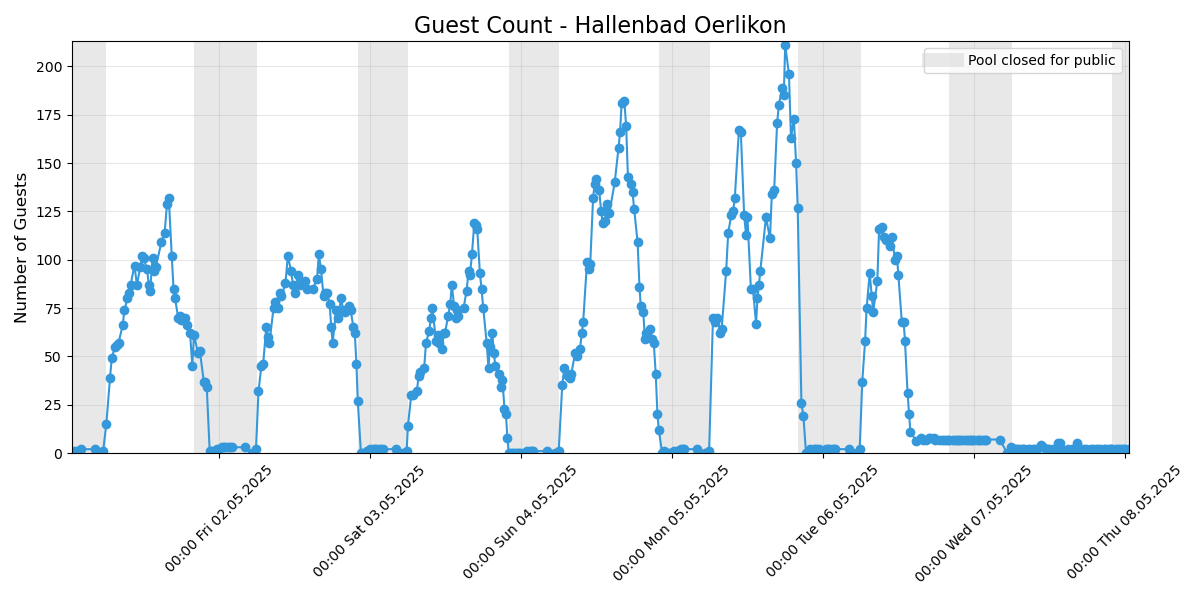 Guest Count - Hallenbad Oerlikon
Pool closed for public
Number of Guests
200
175
150
125
100
75
50
25
0
00:00 Fri 02.05.2025
00:00 Sat 03.05.2025
00:00 Sun 04.05.2025
00:00 Mon 05.05.2025
00:00 Tue 06.05.2025
00:00 Wed 07.05.2025
00:00 Thu 08.05.2025